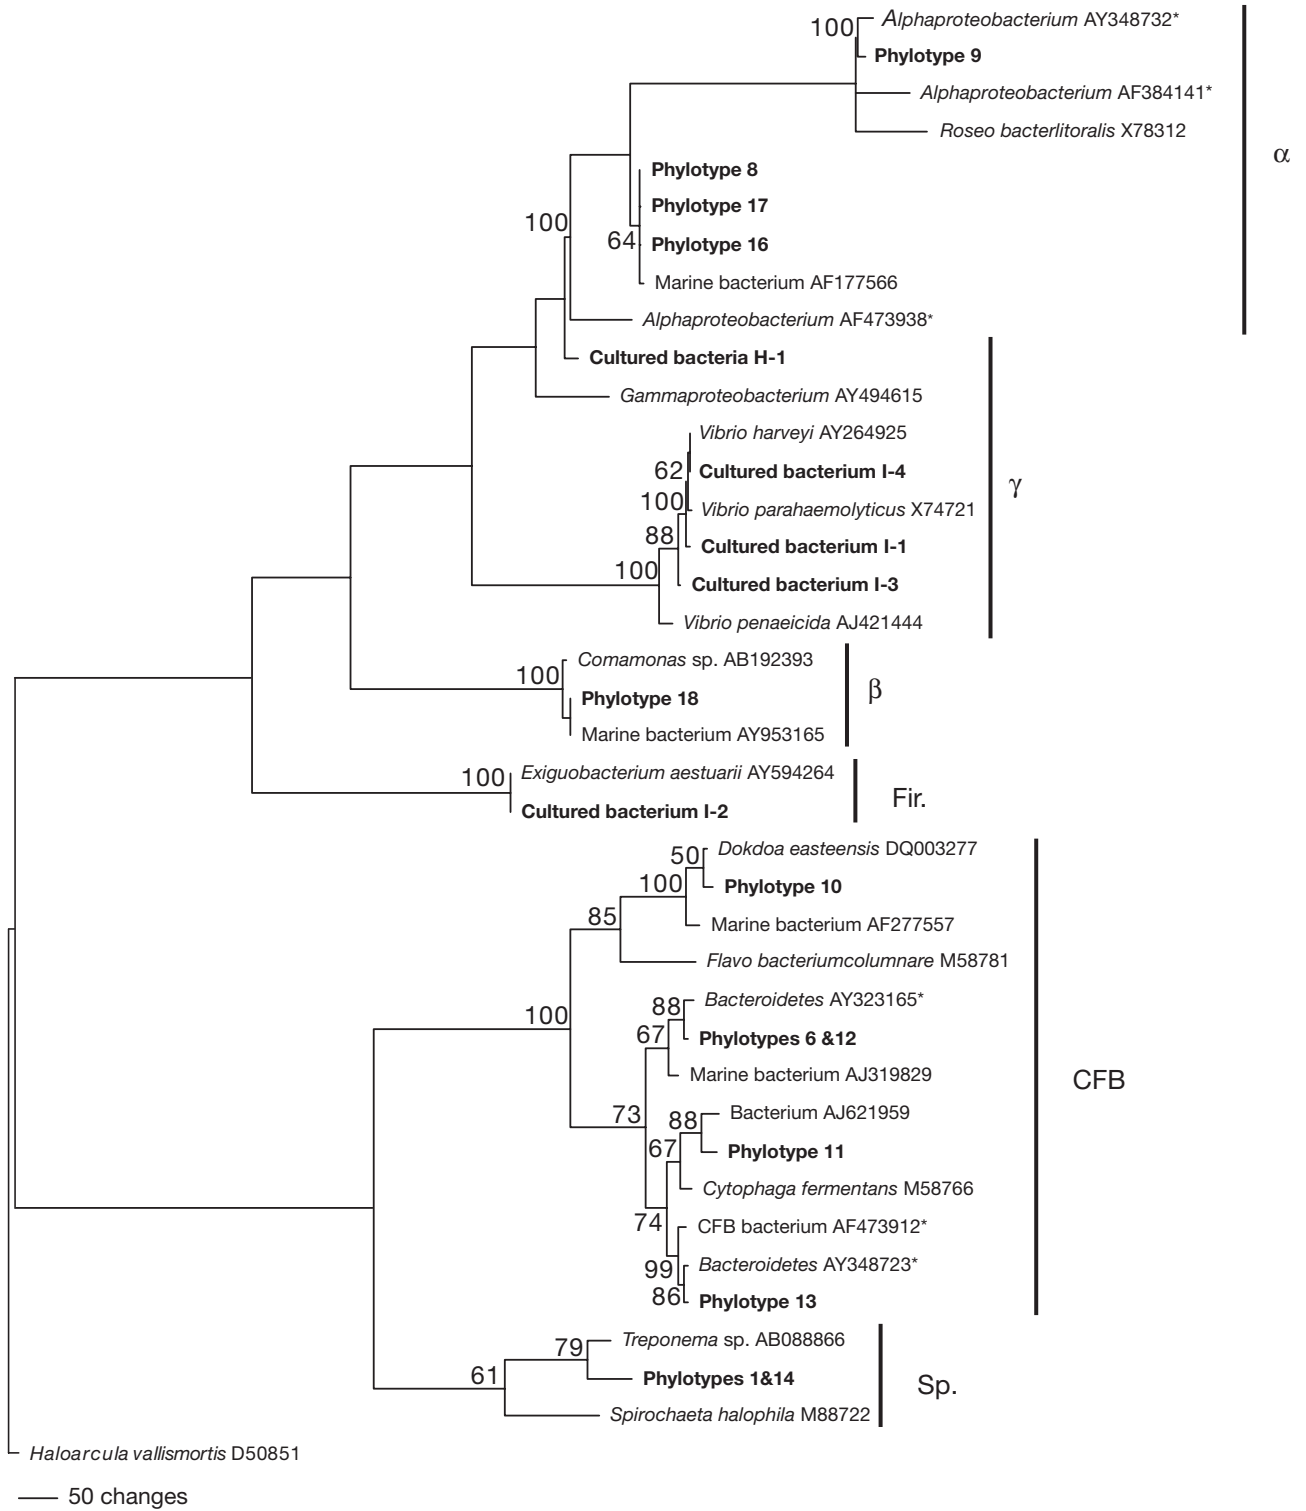 100
Alphaproteobacterium AY348732*
Phylotype 9
Alphaproteobacterium AF384141*
Roseo bacterlitoralis X78312
α
Phylotype 8
Phylotype 17
100
64
Phylotype 16
Marine bacterium AF177566
Alphaproteobacterium AF473938*
Cultured bacteria H-1
Gammaproteobacterium AY494615
Vibrio harveyi AY264925
62
Cultured bacterium I-4
γ
100
Vibrio parahaemolyticus X74721
88
Cultured bacterium I-1
100
Cultured bacterium I-3
Vibrio penaeicida AJ421444
Comamonas sp. AB192393
100
Phylotype 18
β
Marine bacterium AY953165
100
Exiguobacterium aestuarii AY594264
Fir.
Cultured bacterium I-2
50
Dokdoa easteensis DQ003277
100
Phylotype 10
85
Marine bacterium AF277557
Flavo bacteriumcolumnare M58781
100
88
Bacteroidetes AY323165*
67
Phylotypes 6 &12
Marine bacterium AJ319829
CFB
73
88
Bacterium AJ621959
67
Phylotype 11
Cytophaga fermentans M58766
74
CFB bacterium AF473912*
99
Bacteroidetes AY348723*
86
Phylotype 13
79
Treponema sp. AB088866
61
Phylotypes 1&14
Sp.
Spirochaeta halophila M88722
Haloarcula vallismortis D50851
50 changes